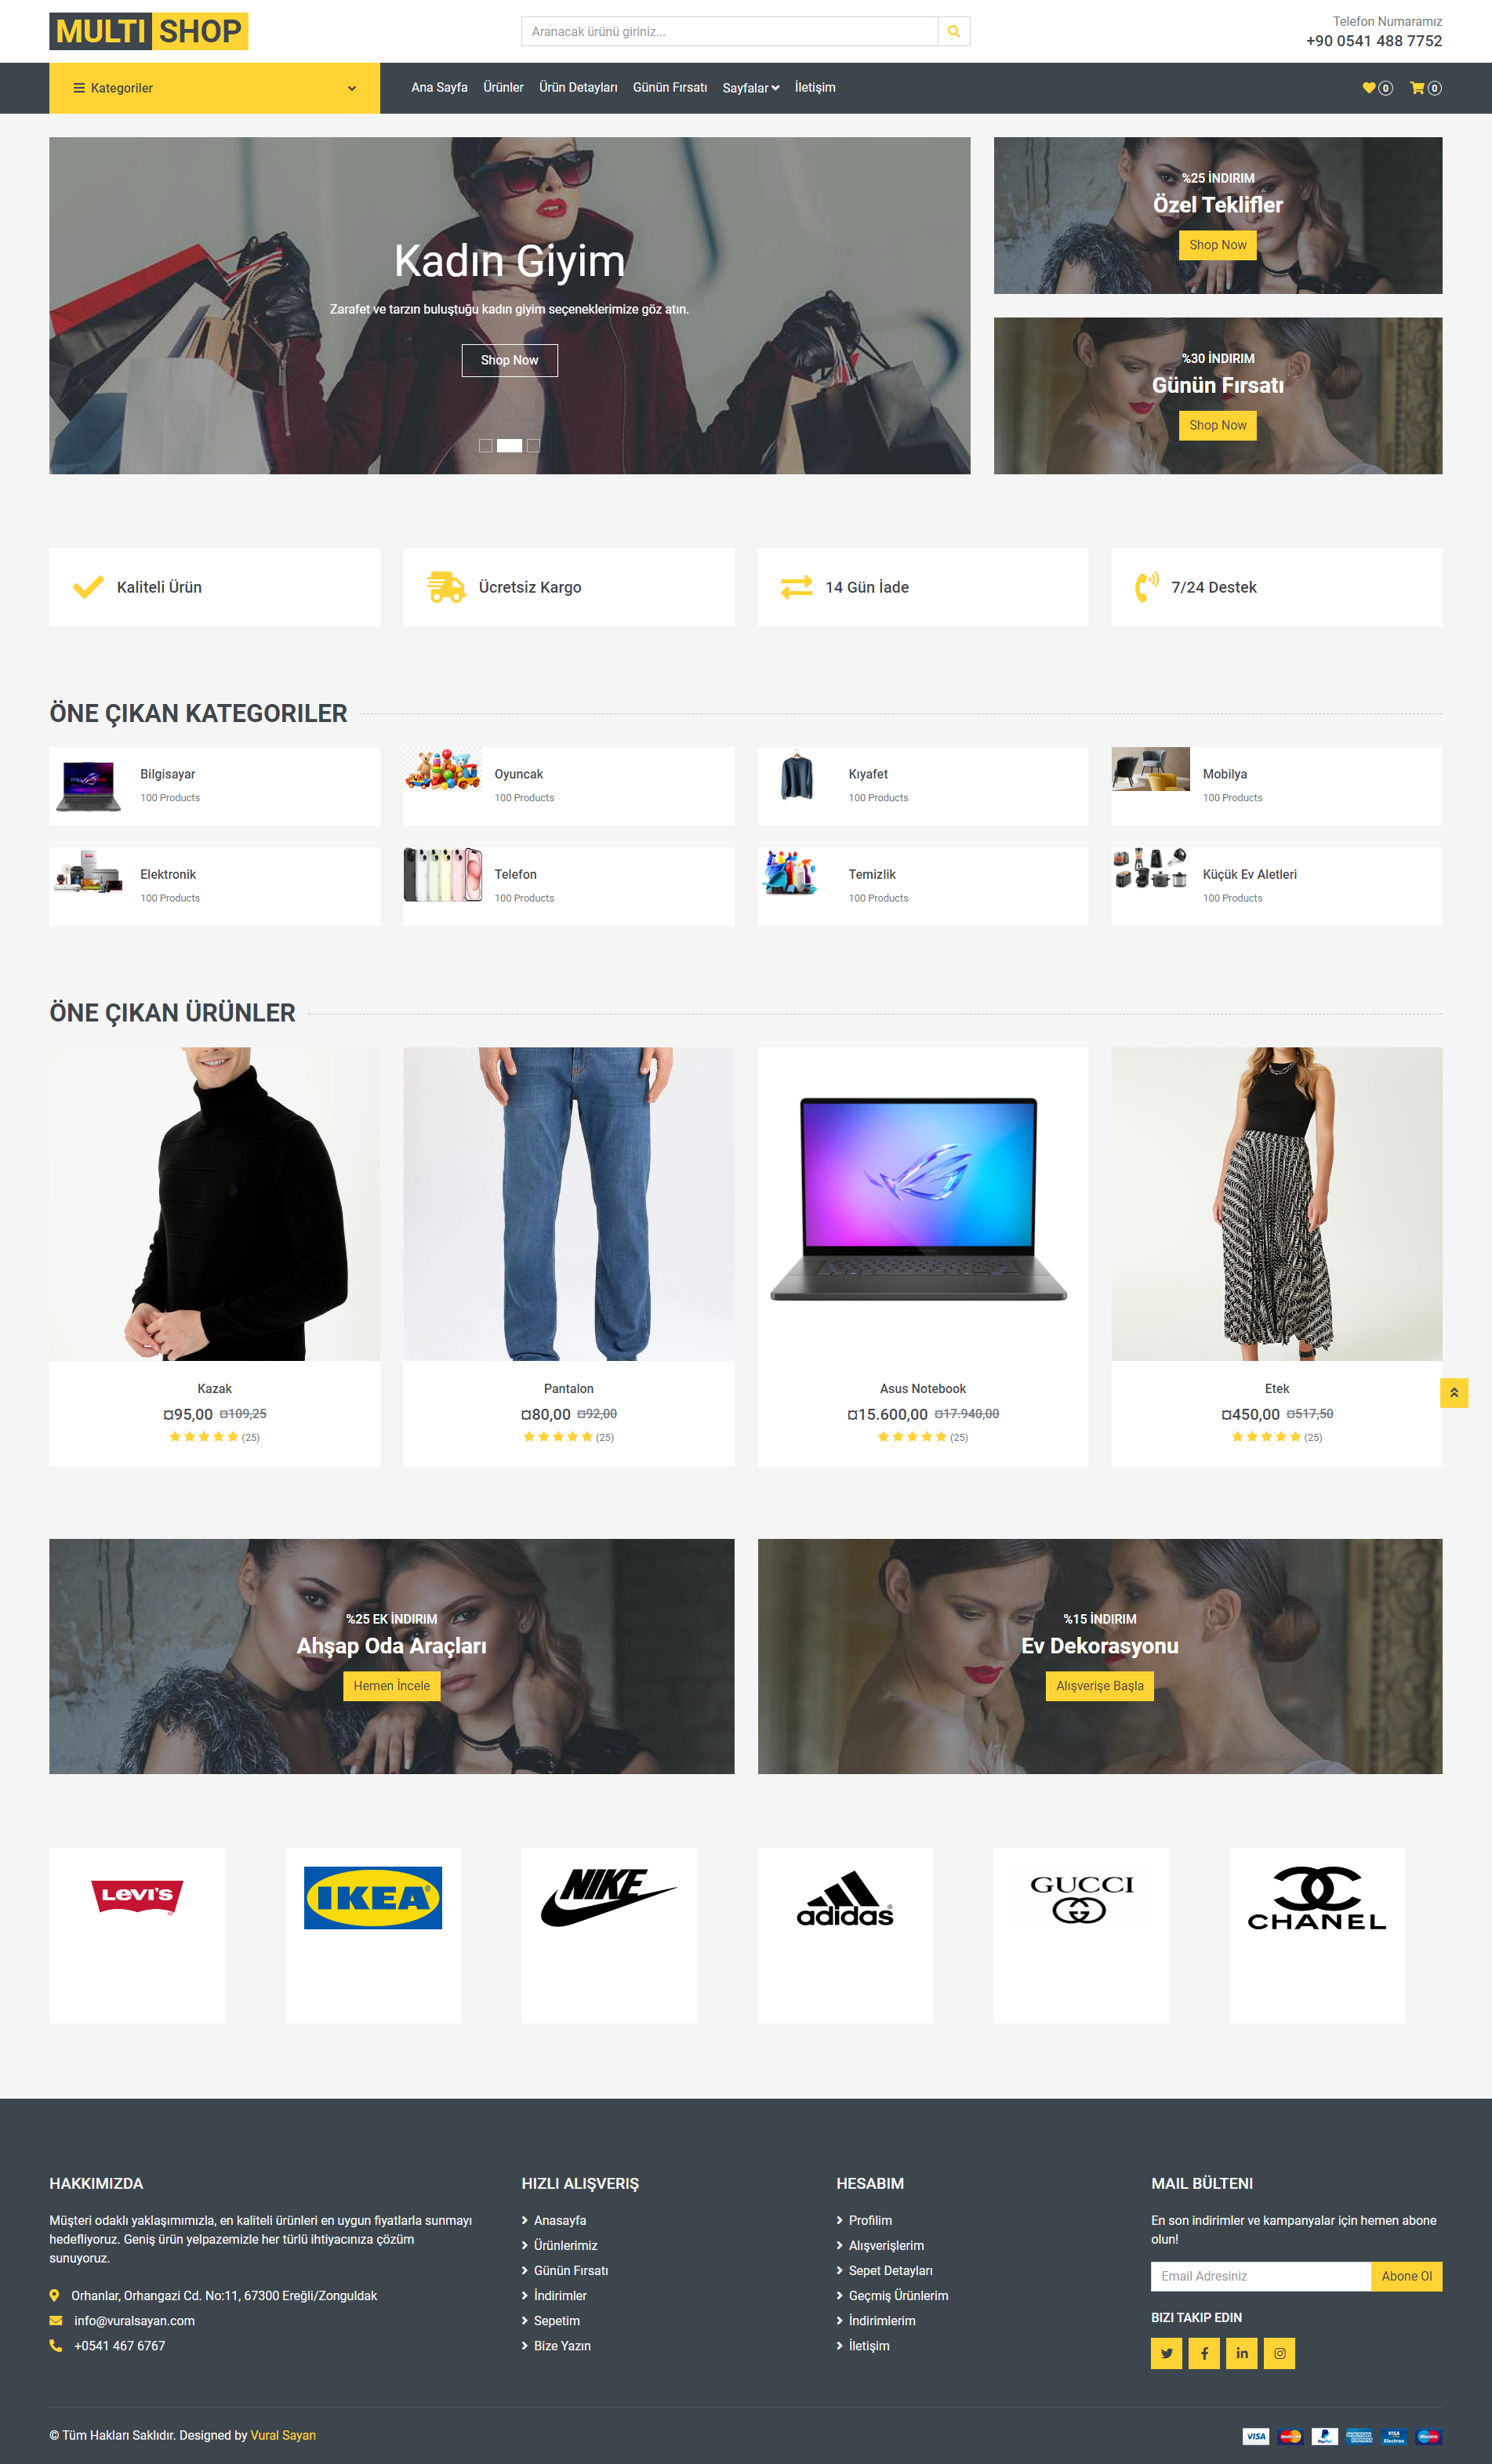 MULTI SHOP
Aranacak ürünü giriniz...
Telefon Numaramız
+90 0541 488 7752
Kategoriler
Ana Sayfa
Ürünler
Ürün Detayları
Günün Fırsatı
Sayfalar
İletişim
0
0
Kadın Giyim
Zarafet ve tarzın buluştuğu kadın giyim seçeneklerimize göz atın.
Shop Now
%25 İNDIRIM
Özel Teklifler
Shop Now
%30 İNDIRIM
Günün Fırsatı
Shop Now
Kaliteli Ürün
Ücretsiz Kargo
14 Gün İade
7/24 Destek
ÖNE ÇIKAN KATEGORILER
Bilgisayar
100 Products
Oyuncak
100 Products
Kıyafet
100 Products
Mobilya
100 Products
Elektronik
100 Products
Telefon
100 Products
Temizlik
100 Products
Küçük Ev Aletleri
100 Products
ÖNE ÇIKAN ÜRÜNLER
Kazak
¤95,00 ¤109,25
(25)
Pantalon
¤80,00 ¤92,00
(25)
Asus Notebook
¤15.600,00 ¤17.940,00
(25)
Etek
¤450,00 ¤517,50
(25)
%25 EK İNDIRIM
Ahşap Oda Araçları
Hemen İncele
%15 İNDIRIM
Ev Dekorasyonu
Alışverişe Başla
LEVI'S
IKEA
NIKE
adidas
GUCCI
CHANEL
HAKKIMIZDA
Müşteri odaklı yaklaşımımızla, en kaliteli ürünleri en uygun fiyatlarla sunmayı
hedefliyoruz. Geniş ürün yelpazemizle her türlü ihtiyacınıza çözüm
sunuyoruz.
Orhanlar, Orhangazi Cd. No:11, 67300 Ereğli/Zonguldak
info@vuralsayan.com
+0541 467 6767
HIZLI ALIŞVERIŞ
Anasayfa
Ürünlerimiz
Günün Fırsatı
İndirimler
Sepetim
Bize Yazın
HESABIM
Profilim
Alışverişlerim
Sepet Detayları
Geçmiş Ürünlerim
İndirimlerim
İletişim
MAIL BÜLTENI
En son indirimler ve kampanyalar için hemen abone
olun!
Email Adresiniz
Abone Ol
BIZI TAKIP EDIN
© Tüm Hakları Saklıdır. Designed by Vural Sayan
VISA
MasterCard
PayPal
AMERICAN EXPRESS
VISA Electron
Maestro